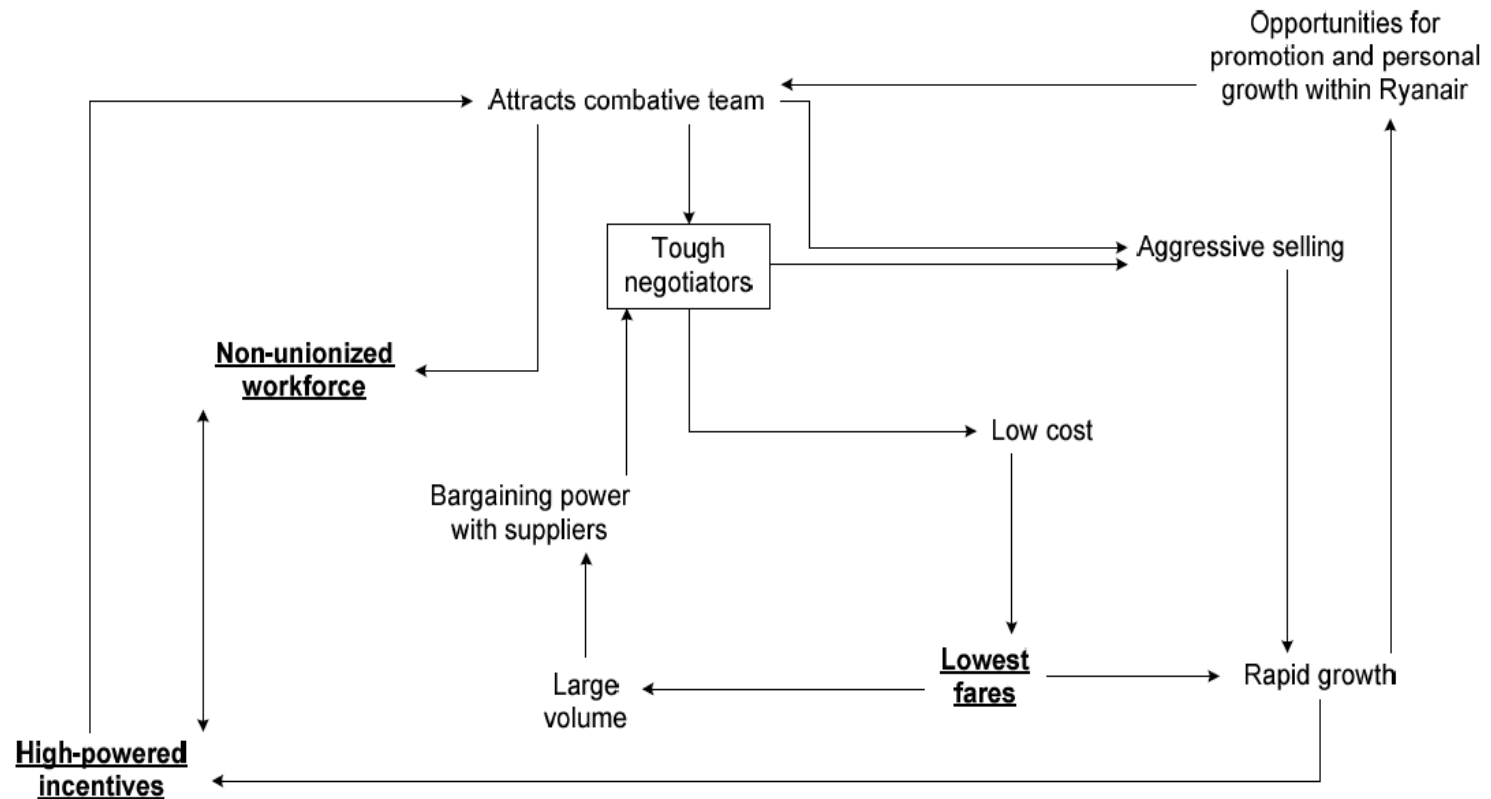 Opportunities for
promotion and personal
growth within Ryanair
Attracts combative team
Tough
negotiators
Aggressive selling
Non-unionized
workforce
Low cost
Bargaining power
with suppliers
Lowest
fares
Rapid growth
Large
volume
High-powered
incentives